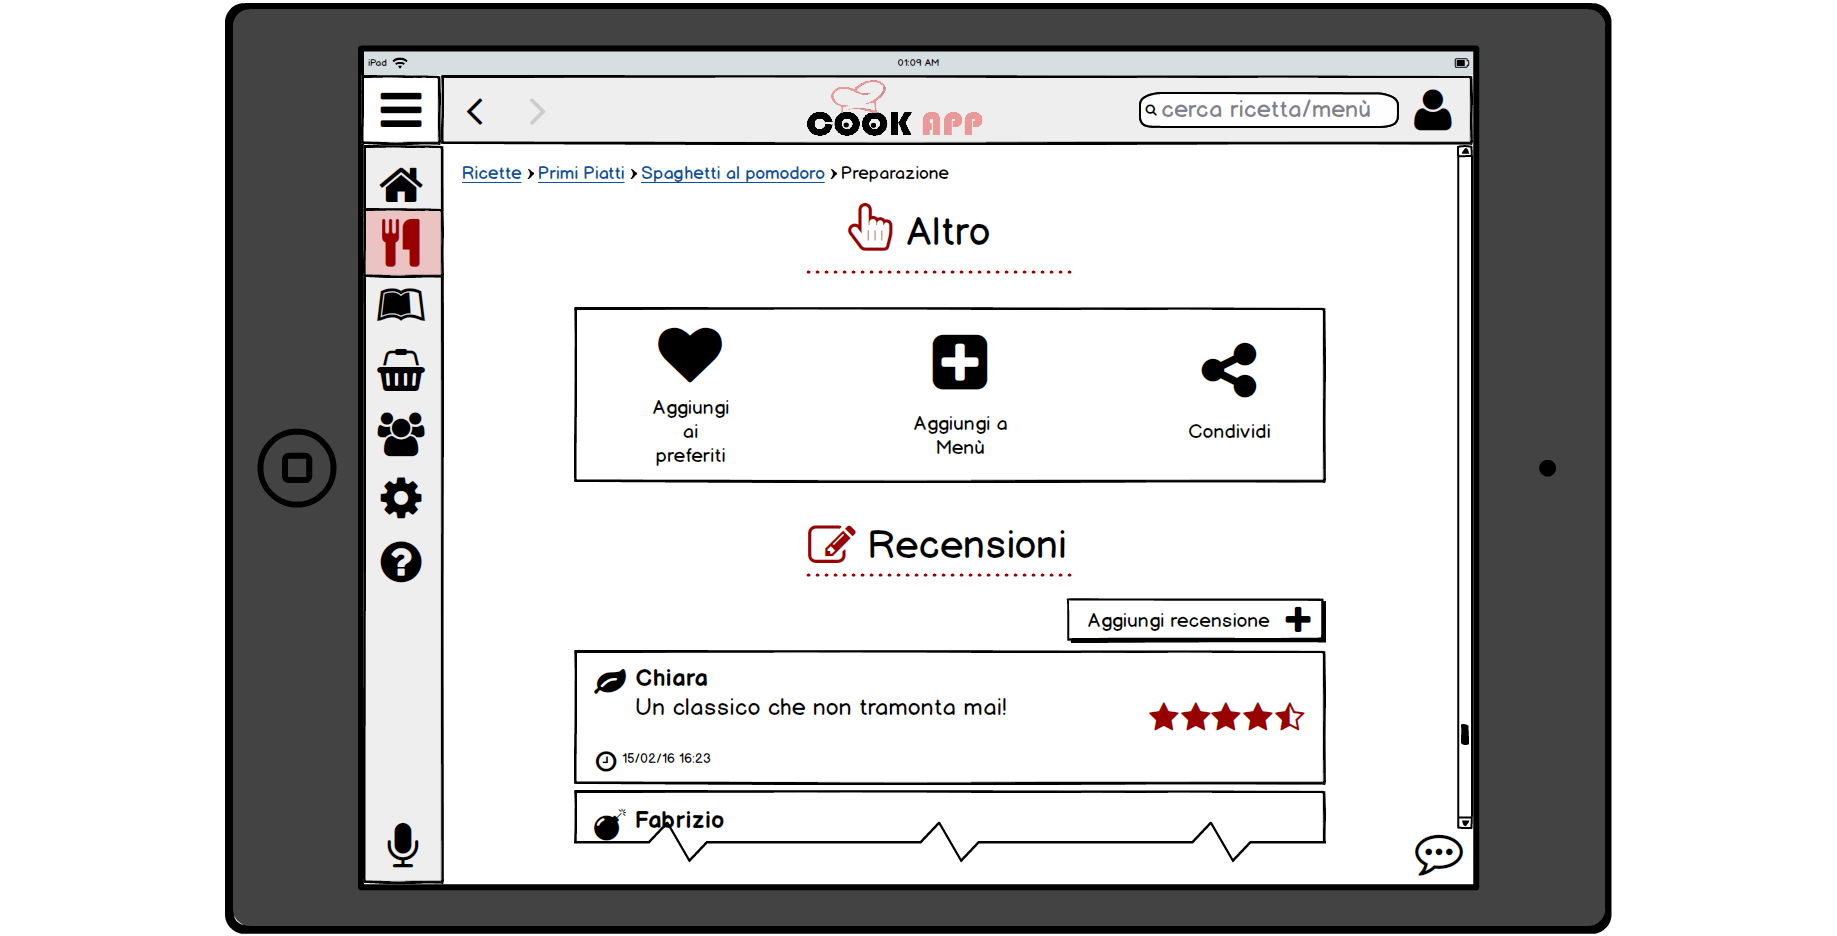 iPad
01:09 AM
COOK APP
cerca ricetta/menù
Ricette > Primi Piatti > Spaghetti al pomodoro > Preparazione
Altro
Aggiungi
ai
preferiti
Aggiungi a
Menù
Condividi
Recensioni
Aggiungi recensione
Chiara
Un classico che non tramonta mai!
15/02/16 16:23
Fabrizio